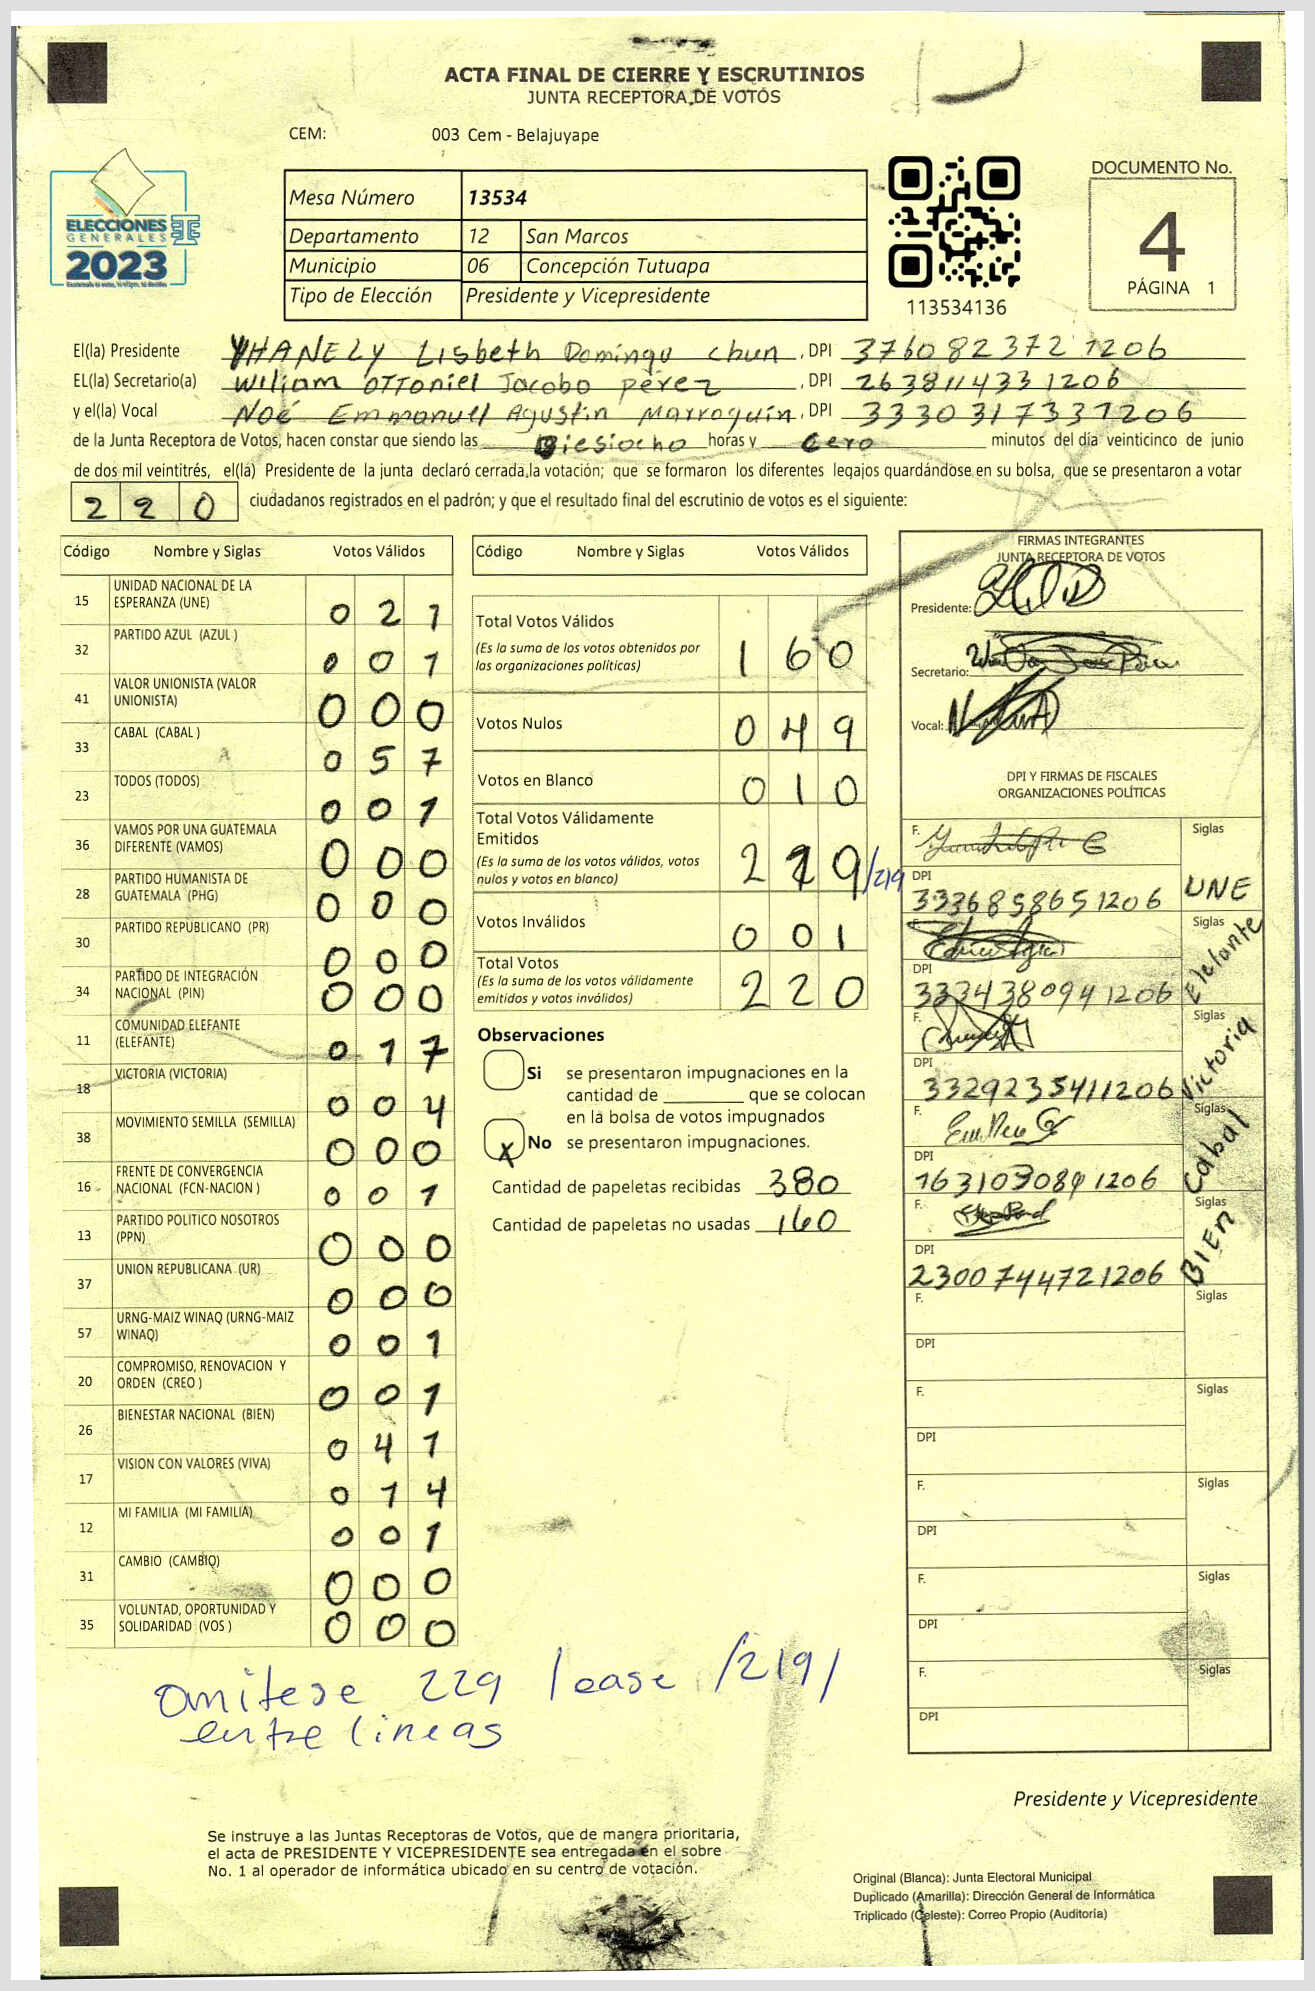 ACTA FINAL DE CIERRE Y ESCRUTINIOS
JUNTA RECEPTORA DE VOTOS
CEM: 003 Cem - Belajuyape
ELECCIONES
GENERALES
2023
Mesa Número 13534
Departamento 12 San Marcos
Municipio 06 Concepción Tutuapa
Tipo de Elección Presidente y Vicepresidente
113534136
DOCUMENTO No.
4
PÁGINA 1
El(la) Presidente YHANELY Lisbeth Domingo Chun, DPI 3760823721206
EL(la) Secretario(a) Wiliam OTTONIEL Jacobo Pérez, DPI 2638114331206
y el(la) Vocal Noé Emmanuel Agustin Marroquín, DPI 3330317331206
de la Junta Receptora de Votos, hacen constar que siendo las Diesiocho horas y Cero minutos del día veinticinco de junio
de dos mil veintitrés, el(la) Presidente de la junta declaró cerrada la votación; que se formaron los diferentes legajos guardándose en su bolsa, que se presentaron a votar
220 ciudadanos registrados en el padrón; y que el resultado final del escrutinio de votos es el siguiente:
Código Nombre y Siglas Votos Válidos
15 UNIDAD NACIONAL DE LA ESPERANZA (UNE) 021
32 PARTIDO AZUL (AZUL ) 001
41 VALOR UNIONISTA (VALOR UNIONISTA) 000
33 CABAL (CABAL ) 057
23 TODOS (TODOS) 001
36 VAMOS POR UNA GUATEMALA DIFERENTE (VAMOS) 000
28 PARTIDO HUMANISTA DE GUATEMALA (PHG) 000
30 PARTIDO REPUBLICANO (PR) 000
34 PARTIDO DE INTEGRACIÓN NACIONAL (PIN) 000
11 COMUNIDAD ELEFANTE (ELEFANTE) 017
18 VICTORIA (VICTORIA) 004
38 MOVIMIENTO SEMILLA (SEMILLA) 000
16 FRENTE DE CONVERGENCIA NACIONAL (FCN-NACION ) 001
13 PARTIDO POLITICO NOSOTROS (PPN) 000
37 UNION REPUBLICANA (UR) 000
57 URNG-MAIZ WINAQ (URNG-MAIZ WINAQ) 001
20 COMPROMISO, RENOVACION Y ORDEN (CREO ) 001
26 BIENESTAR NACIONAL (BIEN) 041
17 VISION CON VALORES (VIVA) 014
12 MI FAMILIA (MI FAMILIA) 001
31 CAMBIO (CAMBIO) 000
35 VOLUNTAD, OPORTUNIDAD Y SOLIDARIDAD (VOS ) 000
Código Nombre y Siglas Votos Válidos
Total Votos Válidos 160
(Es la suma de los votos obtenidos por
las organizaciones políticas)
Votos Nulos 049
Votos en Blanco 010
Total Votos Válidamente
Emitidos
(Es la suma de los votos válidos, votos
nulos y votos en blanco) 229 /219
Votos Inválidos 001
Total Votos
(Es la suma de los votos válidamente
emitidos y votos inválidos) 220
Observaciones
Si se presentaron impugnaciones en la
cantidad de ________ que se colocan
en la bolsa de votos impugnados
X No se presentaron impugnaciones.
Cantidad de papeletas recibidas 380
Cantidad de papeletas no usadas 160
FIRMAS INTEGRANTES
JUNTA RECEPTORA DE VOTOS
Presidente:
Secretario:
Vocal:
DPI Y FIRMAS DE FISCALES
ORGANIZACIONES POLÍTICAS
F. Siglas
DPI 3336858651206 UNE
F. Siglas
DPI 3334380941206 Elefante
F. Siglas
DPI 3329235411206 Victoria
F. Siglas
DPI 1631030841206 Cabal
F. Siglas
DPI 2300744721206 BIEN
F. Siglas
DPI
F. Siglas
DPI
F. Siglas
DPI
F. Siglas
DPI
F. Siglas
DPI
omitese 229 lease /219/
entre lineas
Presidente y Vicepresidente
Se instruye a las Juntas Receptoras de Votos, que de manera prioritaria,
el acta de PRESIDENTE Y VICEPRESIDENTE sea entregada en el sobre
No. 1 al operador de informática ubicado en su centro de votación.
Original (Blanca): Junta Electoral Municipal
Duplicado (Amarilla): Dirección General de Informática
Triplicado (Celeste): Correo Propio (Auditoría)